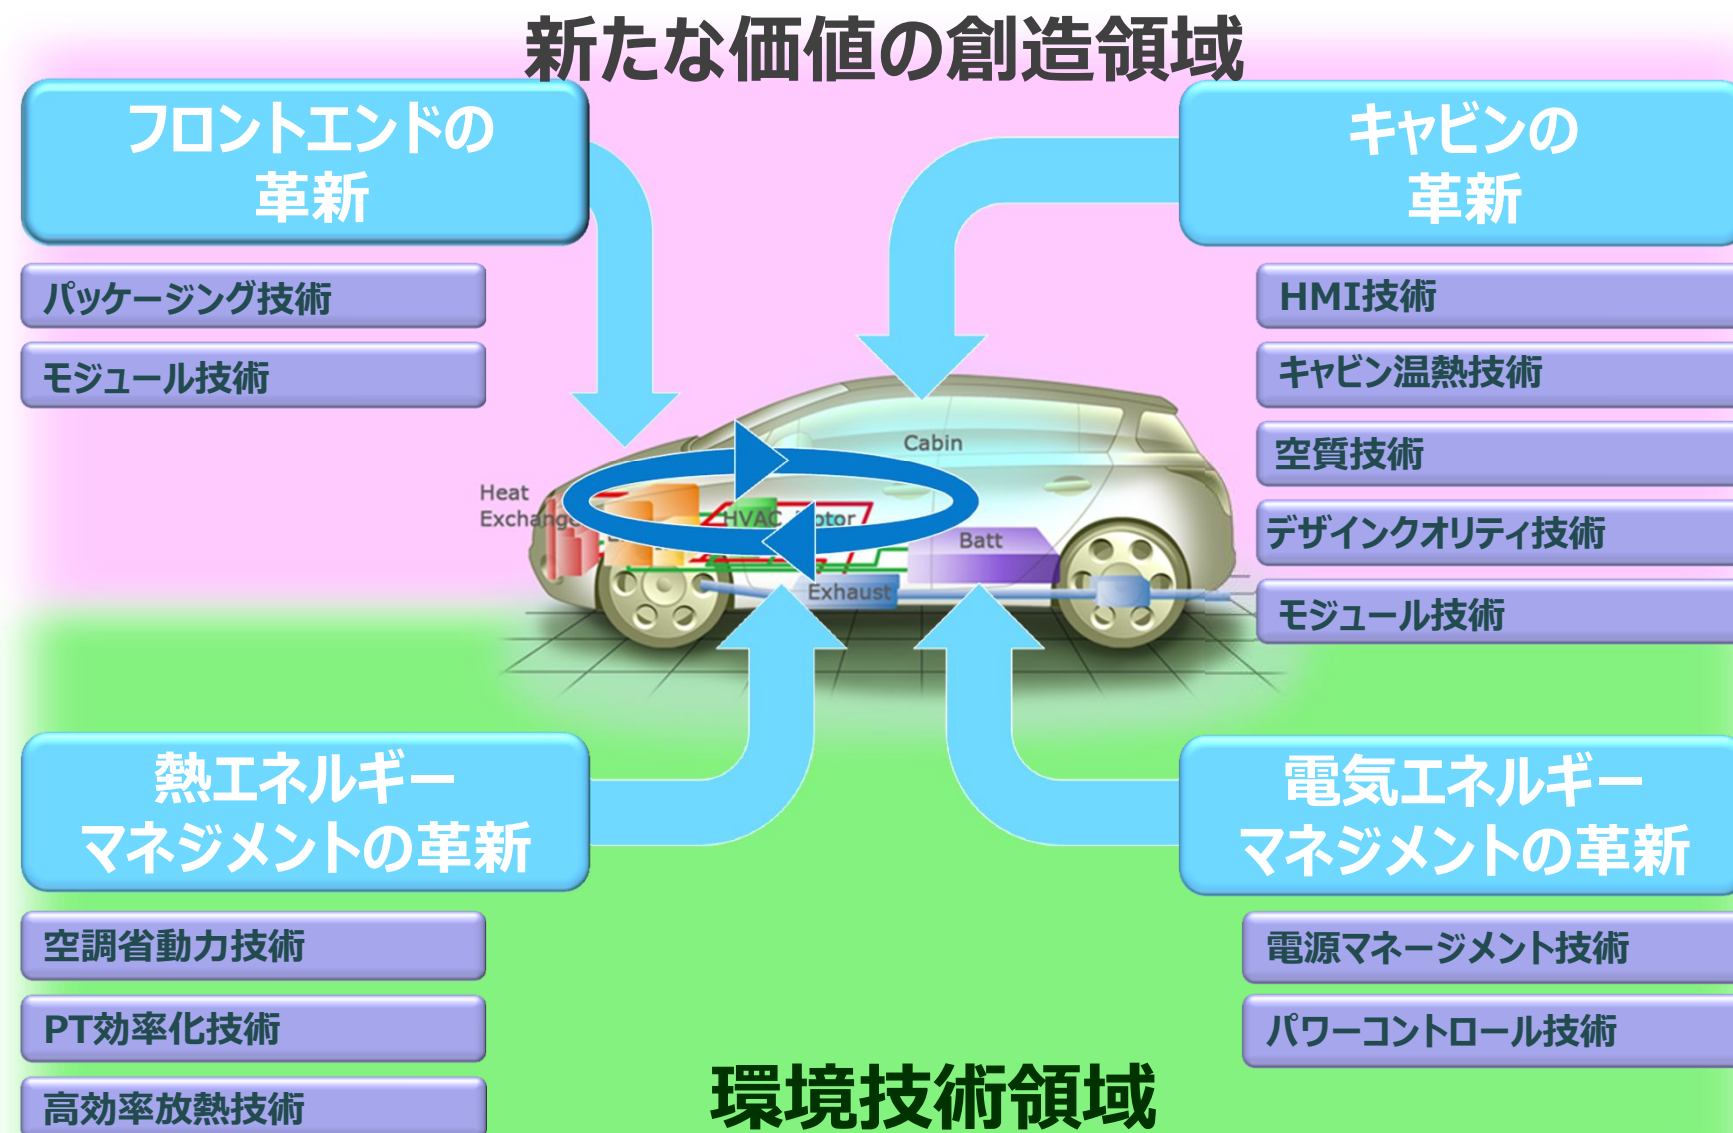 新たな価値の創造領域
フロントエンドの
革新
パッケージング技術
モジュール技術
キャビンの
革新
HMI技術
キャビン温熱技術
空質技術
デザインクオリティ技術
モジュール技術
Cabin
Heat
HVAC
Batt
Exhaust
熱エネルギー
マネジメントの革新
空調省動力技術
PT効率化技術
高効率放熱技術
電気エネルギー
マネジメントの革新
電源マネージメント技術
パワーコントロール技術
環境技術領域